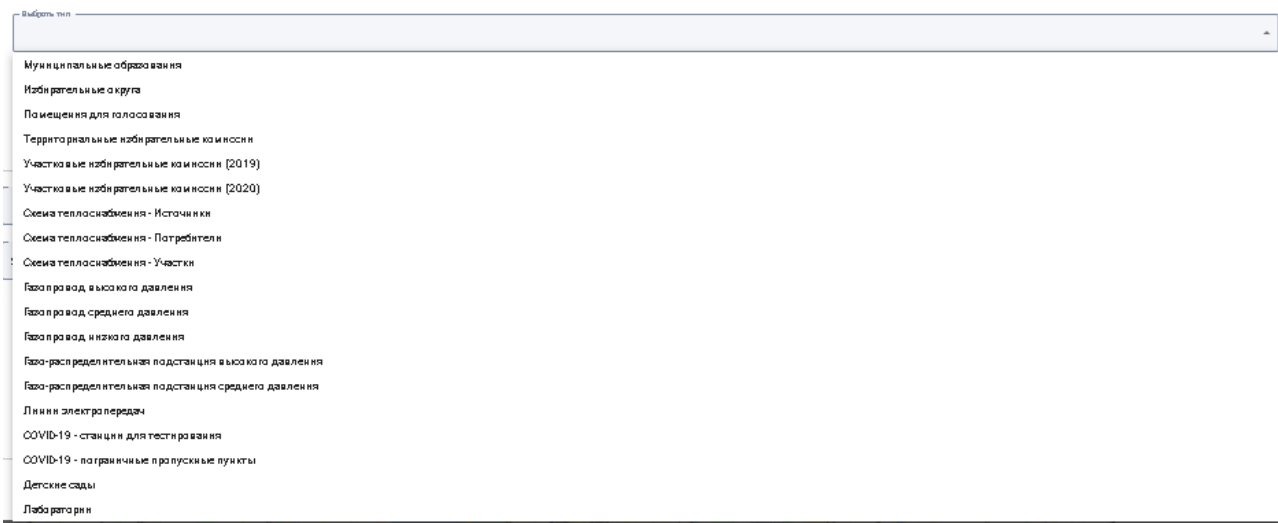 Выбрать тип
Муниципальные образования
Избирательные округа
Помещения для голосования
Территориальные избирательные комиссии
Участковые избирательные комиссии (2019)
Участковые избирательные комиссии (2020)
Схема теплоснабжения - Источники
Схема теплоснабжения - Потребители
Схема теплоснабжения - Участки
Газопровод высокого давления
Газопровод среднего давления
Газопровод низкого давления
Газо-распределительная подстанция высокого давления
Газо-распределительная подстанция среднего давления
Линии электропередач
COVID-19 - станции для тестирования
COVID-19 - пограничные пропускные пункты
Детские сады
Лаборатории